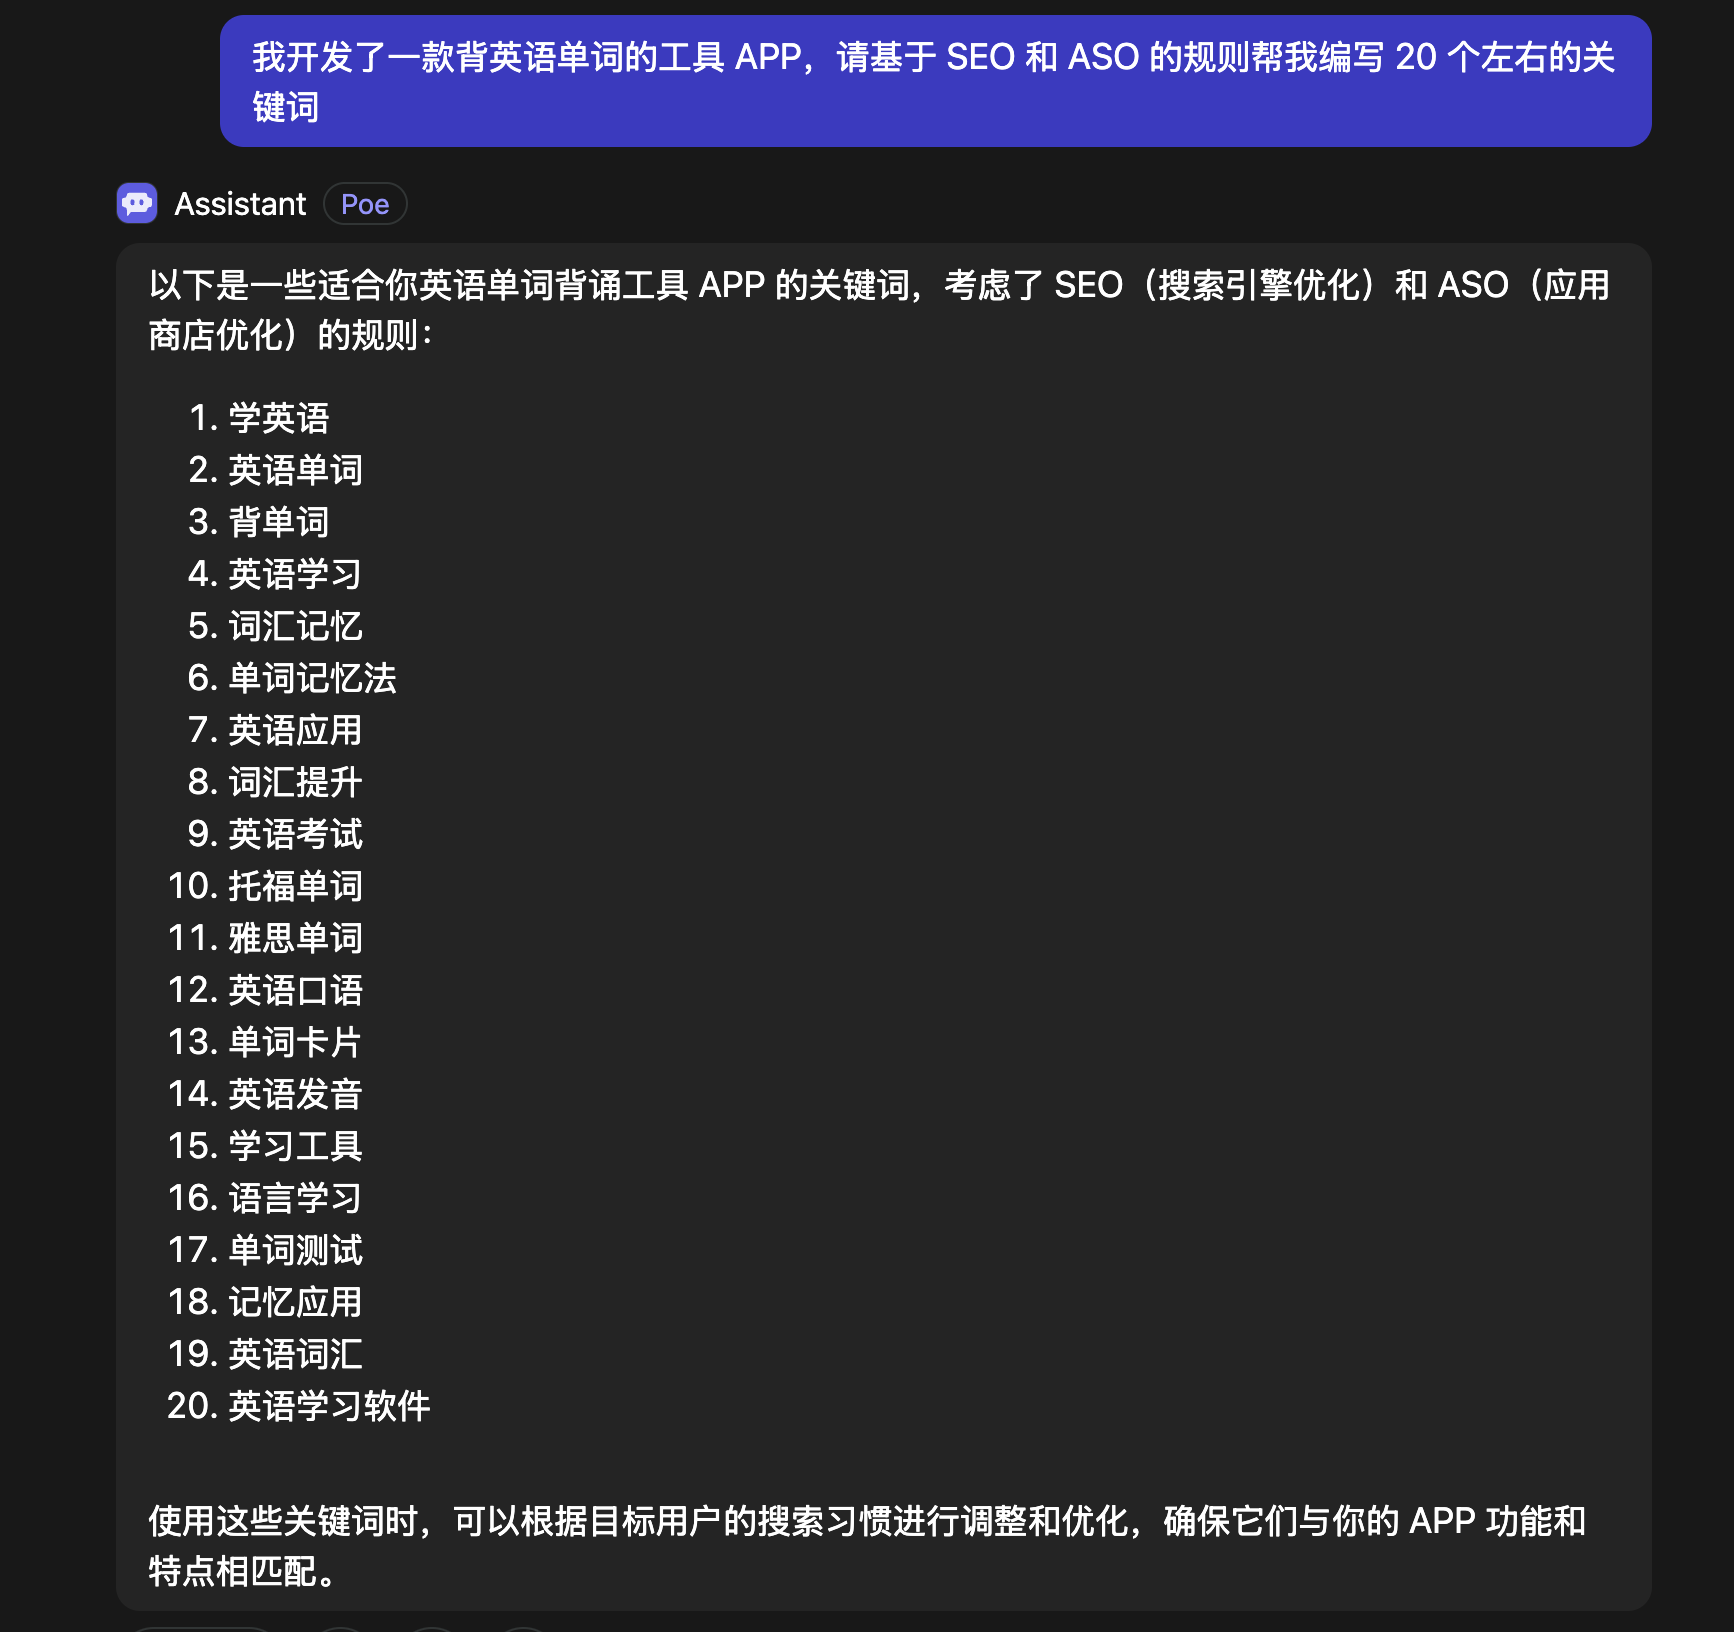 我开发了一款背英语单词的工具 APP，请基于 SEO 和 ASO 的规则帮我编写 20 个左右的关
键词
Assistant Poe
以下是一些适合你英语单词背诵工具 APP 的关键词，考虑了 SEO（搜索引擎优化）和 ASO（应用
商店优化）的规则：
1. 学英语
2. 英语单词
3. 背单词
4. 英语学习
5. 词汇记忆
6. 单词记忆法
7. 英语应用
8. 词汇提升
9. 英语考试
10. 托福单词
11. 雅思单词
12. 英语口语
13. 单词卡片
14. 英语发音
15. 学习工具
16. 语言学习
17. 单词测试
18. 记忆应用
19. 英语词汇
20. 英语学习软件
使用这些关键词时，可以根据目标用户的搜索习惯进行调整和优化，确保它们与你的 APP 功能和
特点相匹配。